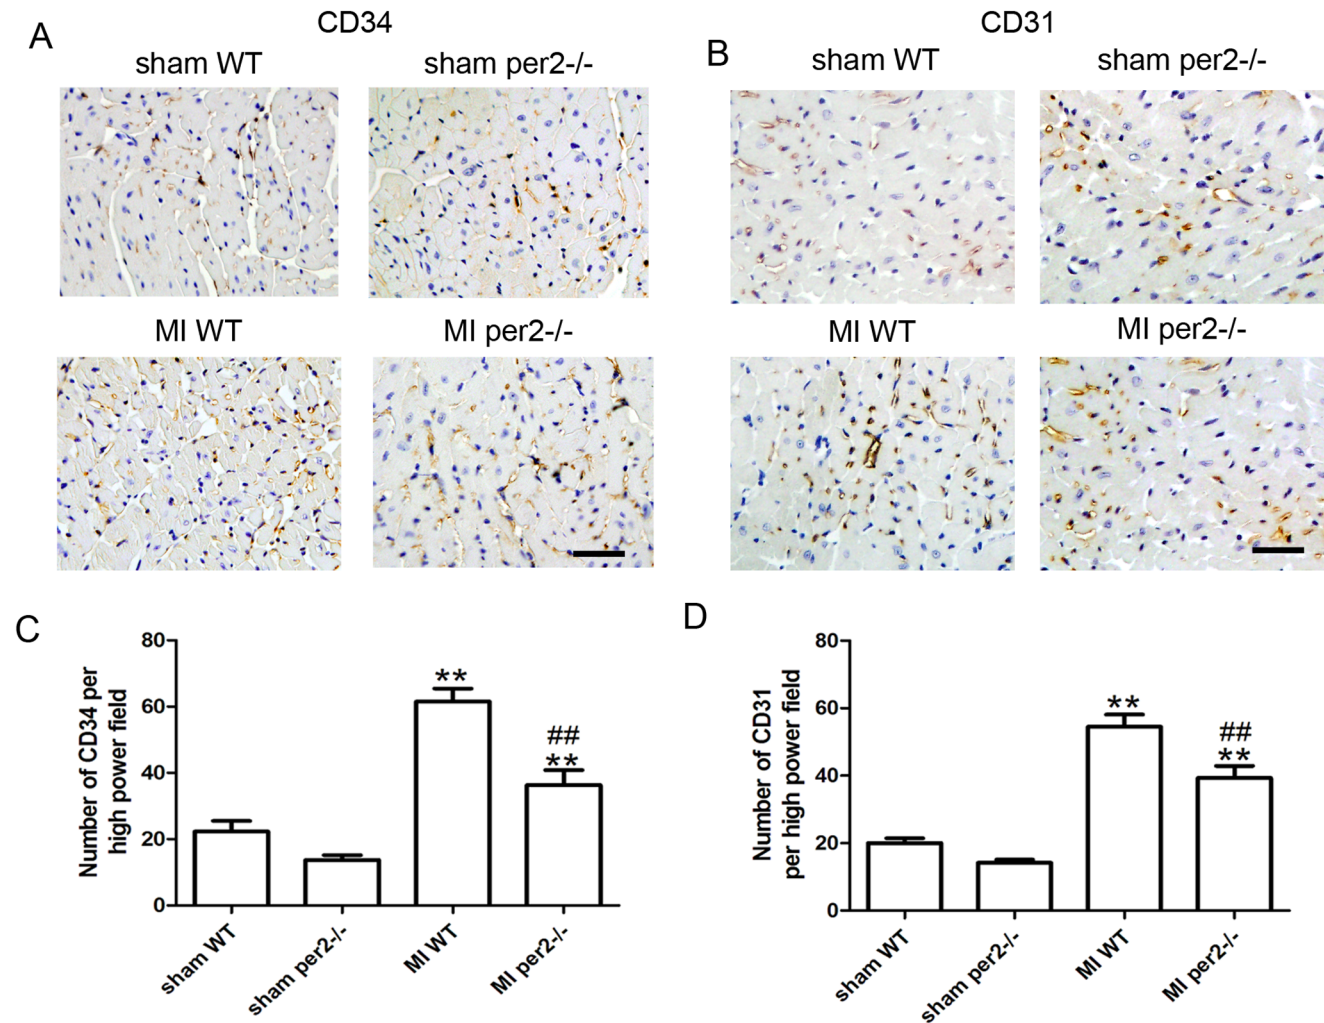 A
CD34
sham WT
sham per2-/-
MI WT
MI per2-/-
B
CD31
sham WT
sham per2-/-
MI WT
MI per2-/-
C
Number of CD34 per
high power field
80
60
40
20
0
**
##
**
sham WT
sham per2-/-
MI WT
MI per2-/-
D
Number of CD31
per high power field
80
60
40
20
0
**
##
**
sham WT
sham per2-/-
MI WT
MI per2-/-